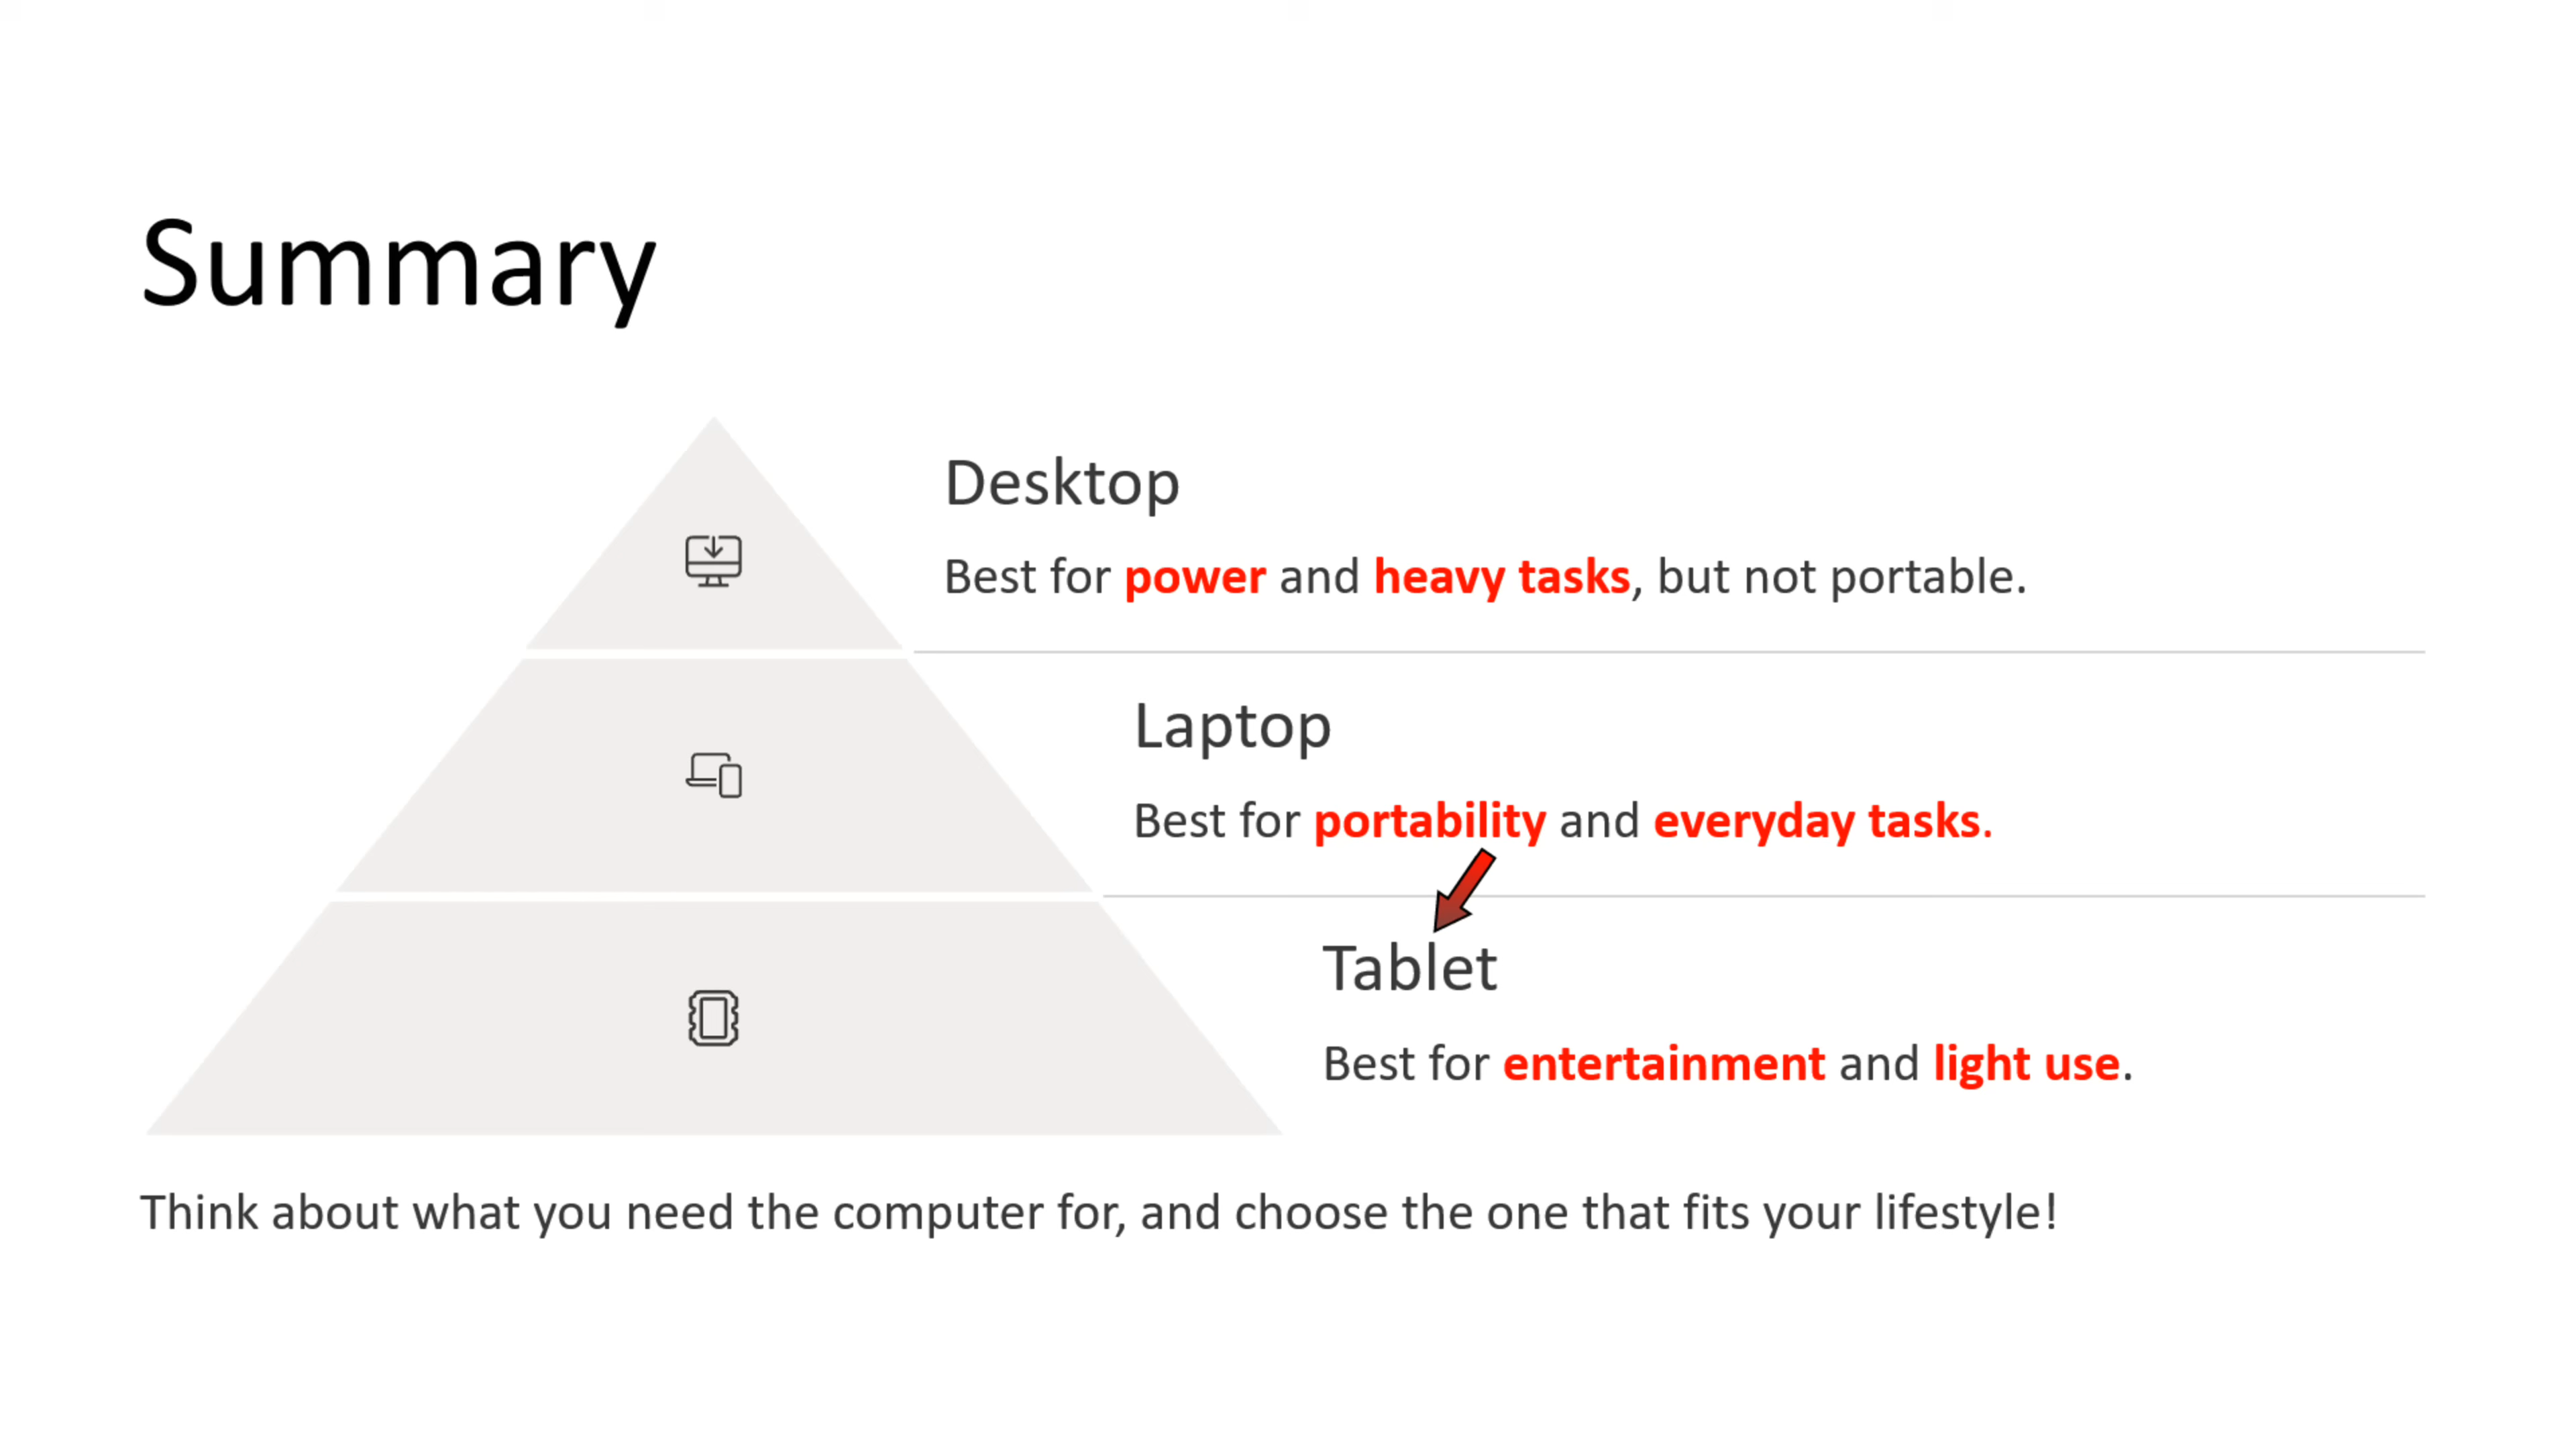 Summary
Desktop
Best for power and heavy tasks, but not portable.
Laptop
Best for portability and everyday tasks.
Tablet
Best for entertainment and light use.
Think about what you need the computer for, and choose the one that fits your lifestyle!